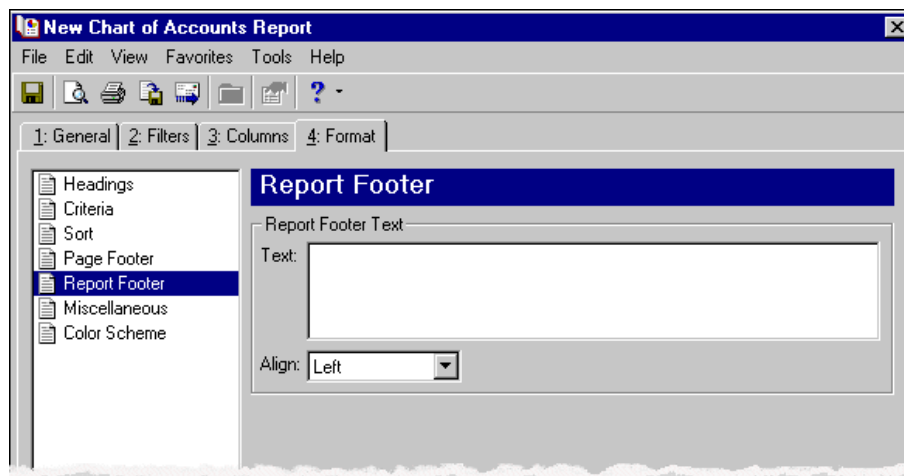 New Chart of Accounts Report
File Edit View Favorites Tools Help
?
1: General 2: Filters 3: Columns 4: Format
Headings
Criteria
Sort
Page Footer
Report Footer
Miscellaneous
Color Scheme
Report Footer
Report Footer Text
Text:
Align: Left